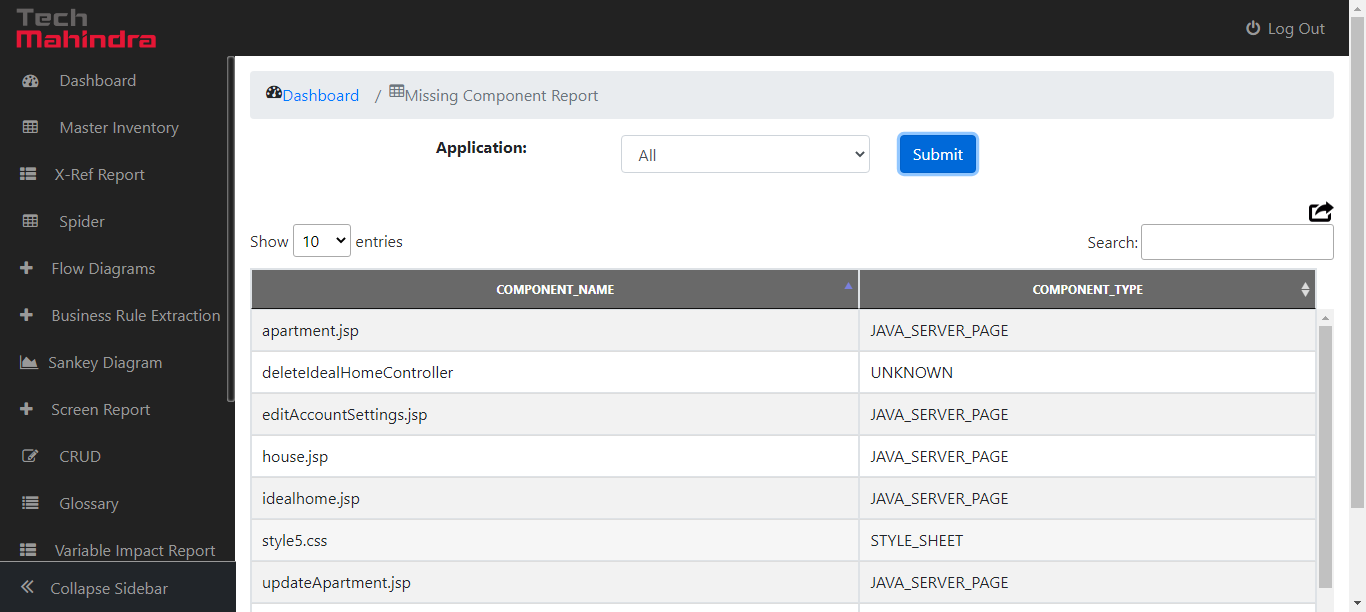 Tech
Mahindra
Log Out
Dashboard
Master Inventory
X-Ref Report
Spider
Flow Diagrams
Business Rule Extraction
Sankey Diagram
Screen Report
CRUD
Glossary
Variable Impact Report
Collapse Sidebar
Dashboard / Missing Component Report
Application: All Submit
Show 10 entries Search:
COMPONENT_NAME COMPONENT_TYPE
apartment.jsp JAVA_SERVER_PAGE
deleteIdealHomeController UNKNOWN
editAccountSettings.jsp JAVA_SERVER_PAGE
house.jsp JAVA_SERVER_PAGE
idealhome.jsp JAVA_SERVER_PAGE
style5.css STYLE_SHEET
updateApartment.jsp JAVA_SERVER_PAGE